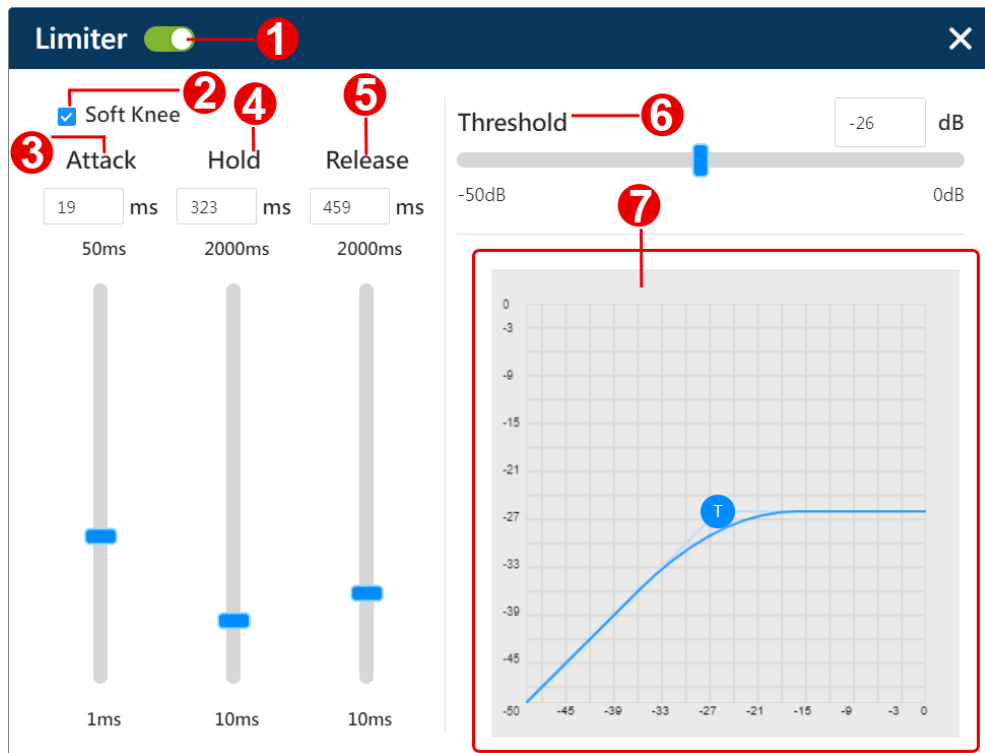 Limiter 1 ✕
2 4 5
Soft Knee
3 Attack Hold Release
19 ms 323 ms 459 ms
50ms 2000ms 2000ms
1ms 10ms 10ms
Threshold 6 -26 dB
-50dB 0dB
7
0
-3
-9
-15
-21
-27
T
-33
-39
-45
-50 -45 -39 -33 -27 -21 -15 -9 -3 0